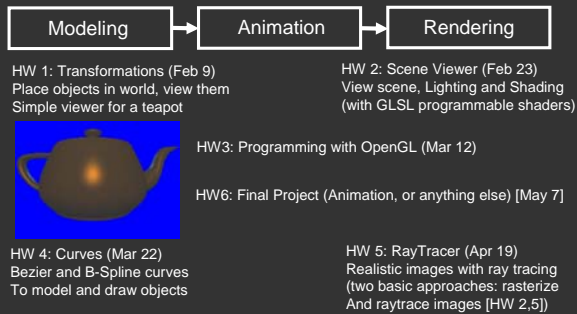 Modeling
Animation
Rendering
HW 1: Transformations (Feb 9)
Place objects in world, view them
Simple viewer for a teapot
HW 2: Scene Viewer (Feb 23)
View scene, Lighting and Shading
(with GLSL programmable shaders)
HW3: Programming with OpenGL (Mar 12)
HW6: Final Project (Animation, or anything else) [May 7]
HW 4: Curves (Mar 22)
Bezier and B-Spline curves
To model and draw objects
HW 5: RayTracer (Apr 19)
Realistic images with ray tracing
(two basic approaches: rasterize
And raytrace images [HW 2,5])